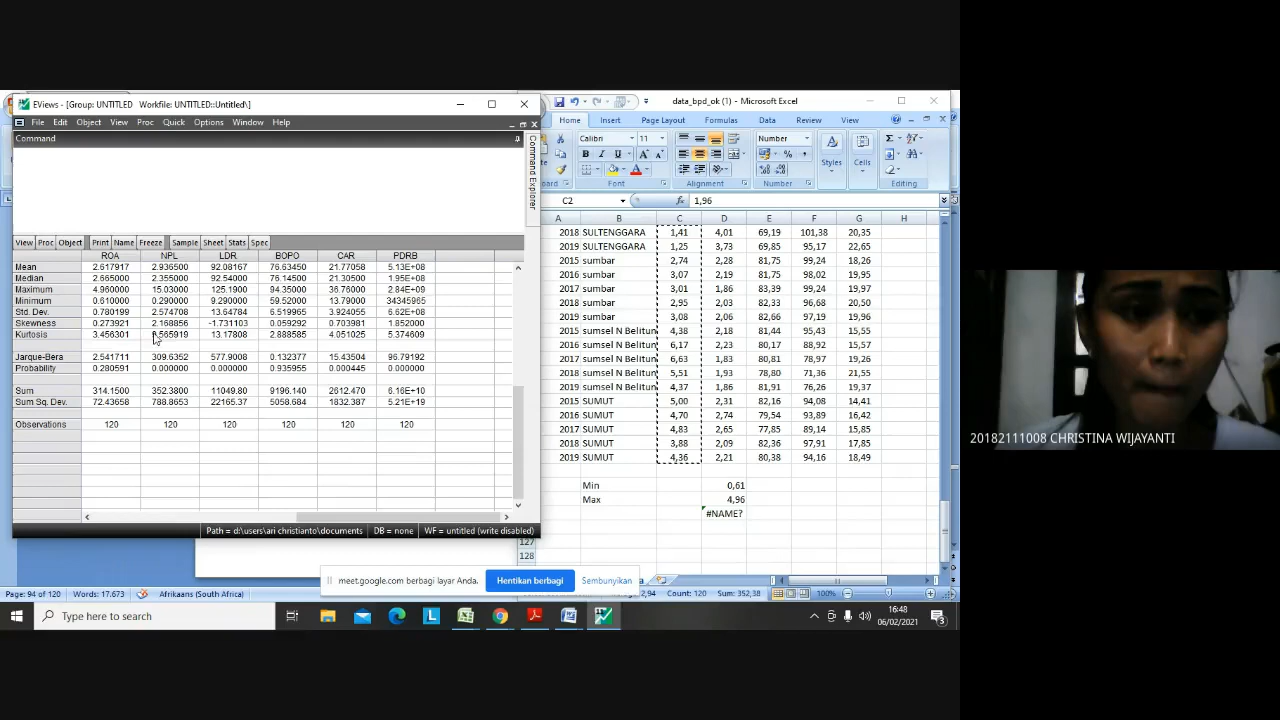 EViews - [Group: UNTITLED Workfile: UNTITLED::Untitled\]
File Edit Object View Proc Quick Options Window Help
Command
Command Explorer
View Proc Object Print Name Freeze Sample Sheet Stats Spec
ROA NPL LDR BOPO CAR PDRB
Mean 2.617917 2.936500 92.08167 76.63450 21.77058 5.13E+08
Median 2.665000 2.355000 92.54000 76.14500 21.30500 1.95E+08
Maximum 4.960000 15.03000 125.1900 94.35000 36.76000 2.84E+09
Minimum 0.610000 0.290000 9.290000 59.52000 13.79000 34345965
Std. Dev. 0.780199 2.574708 13.64784 6.519965 3.924055 6.62E+08
Skewness 0.273921 2.168856 -1.731103 0.059292 0.703981 1.852000
Kurtosis 3.456301 .565919 13.17808 2.888585 4.051025 5.374609
Jarque-Bera 2.541711 309.6352 577.9008 0.132377 15.43504 96.79192
Probability 0.280591 0.000000 0.000000 0.935955 0.000445 0.000000
Sum 314.1500 352.3800 11049.80 9196.140 2612.470 6.16E+10
Sum Sq. Dev. 72.43658 788.8653 22165.37 5058.684 1832.387 5.21E+19
Observations 120 120 120 120 120 120
Path = d:\users\ari christianto\documents DB = none WF = untitled (write disabled)
data_bpd_ok (1) - Microsoft Excel
Home Insert Page Layout Formulas Data Review View
Calibri 11 Number
Styles Cells
Font Alignment Number Editing
C2 1,96
A B C D E F G H
2018 SULTENGGARA 1,41 4,01 69,19 101,38 20,35
2019 SULTENGGARA 1,25 3,73 69,85 95,17 22,65
2015 sumbar 2,74 2,28 81,75 99,24 18,26
2016 sumbar 3,07 2,19 81,75 98,02 19,95
2017 sumbar 3,01 1,86 83,39 99,24 19,97
2018 sumbar 2,95 2,03 82,33 96,68 20,50
2019 sumbar 3,08 2,06 82,66 97,19 19,96
2015 sumsel N Belitun 4,38 2,18 81,44 95,43 15,55
2016 sumsel N Belitun 6,17 2,23 80,17 88,92 15,57
2017 sumsel N Belitun 6,63 1,83 80,81 78,97 19,26
2018 sumsel N Belitun 5,51 1,93 78,80 71,36 21,55
2019 sumsel N Belitun 4,37 1,86 81,91 76,26 19,37
2015 SUMUT 5,00 2,31 82,16 94,08 14,41
2016 SUMUT 4,70 2,74 79,54 93,89 16,42
2017 SUMUT 4,83 2,65 77,85 89,14 15,85
2018 SUMUT 3,88 2,09 82,36 97,91 15,85
2019 SUMUT 4,36 2,21 80,38 94,16 18,49
Min 0,61
Max 4,96
#NAME?
127
128
meet.google.com berbagi layar Anda. Hentikan berbagi Sembunyikan
Page: 94 of 120 Words: 17.673 Afrikaans (South Africa)
2,94 Count: 120 Sum: 352,38 100%
Type here to search
16:48
06/02/2021
3
20182111008 CHRISTINA WIJAYANTI